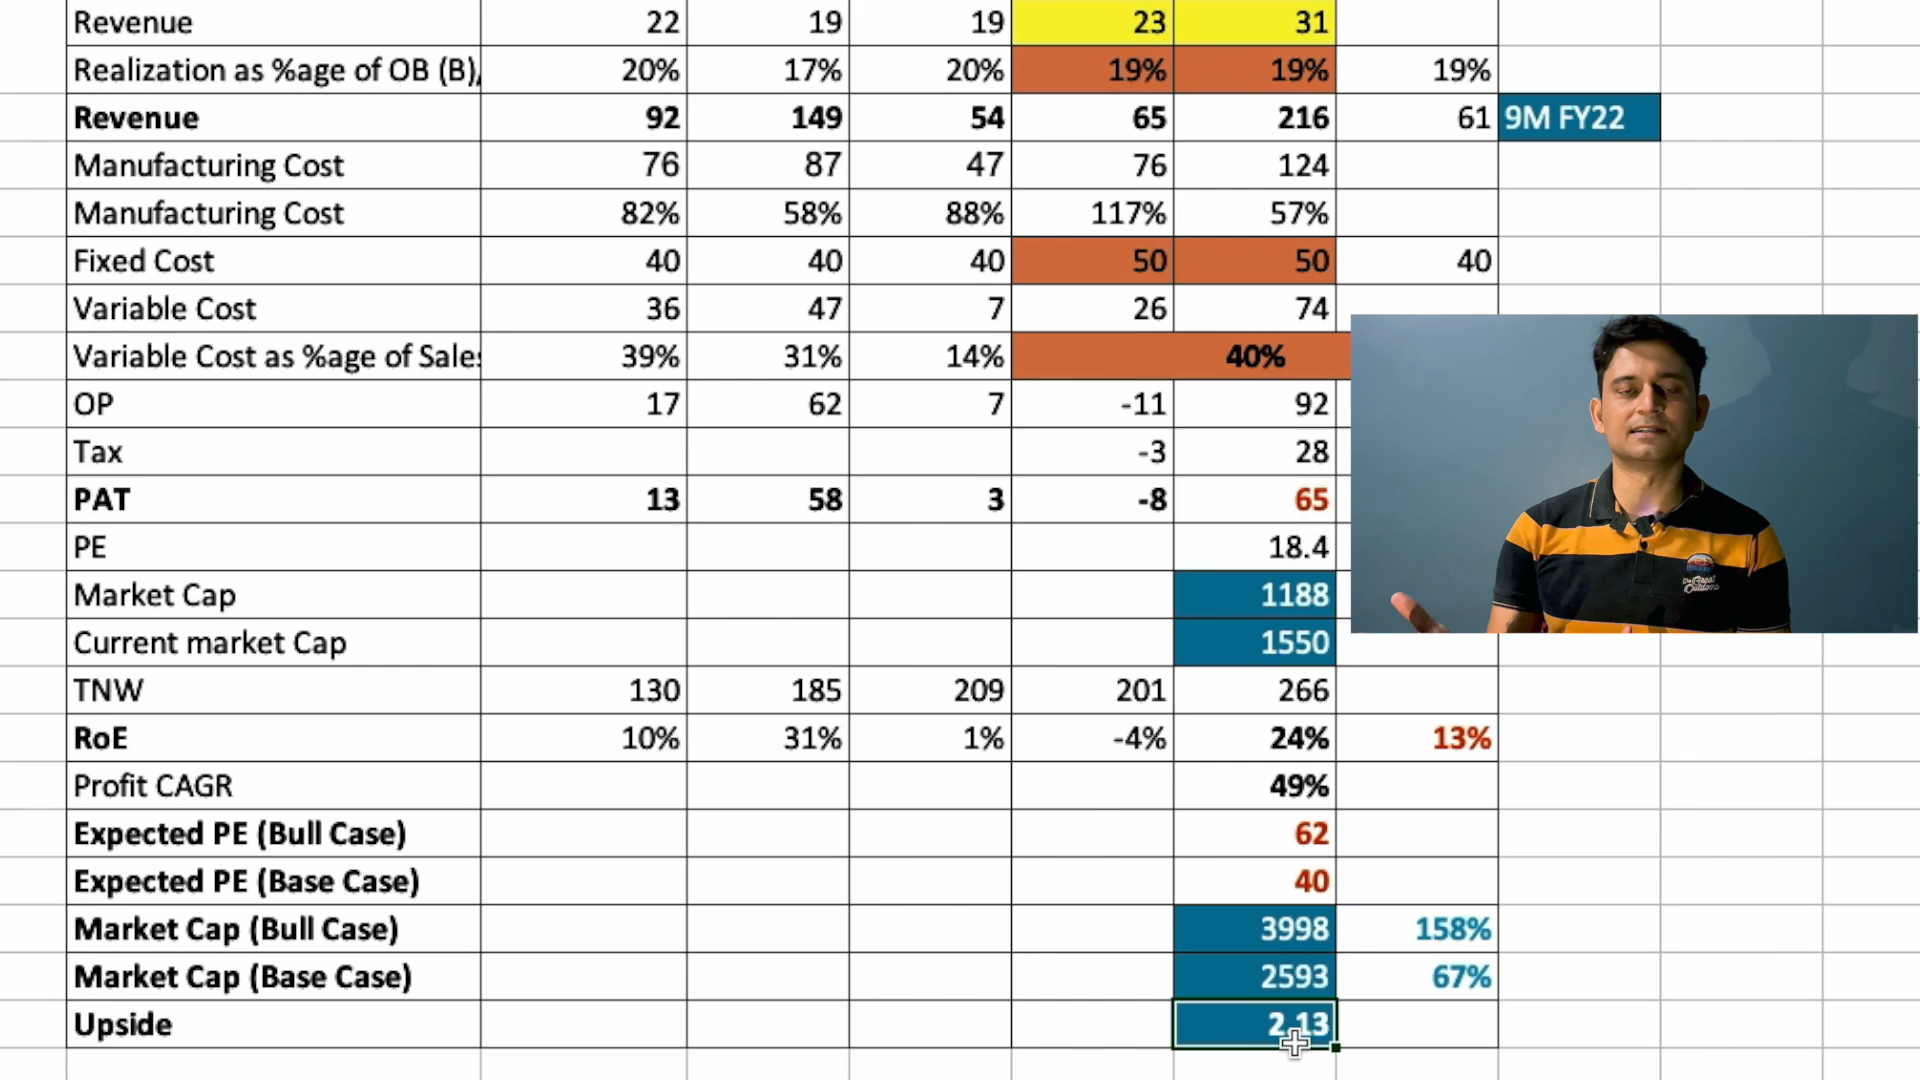 Revenue 22 19 19 23 31
Realization as %age of OB (B), 20% 17% 20% 19% 19% 19%
Revenue 92 149 54 65 216 61 9M FY22
Manufacturing Cost 76 87 47 76 124
Manufacturing Cost 82% 58% 88% 117% 57%
Fixed Cost 40 40 40 50 50 40
Variable Cost 36 47 7 26 74
Variable Cost as %age of Sales 39% 31% 14% 40%
OP 17 62 7 -11 92
Tax -3 28
PAT 13 58 3 -8 65
PE 18.4
Market Cap 1188
Current market Cap 1550
TNW 130 185 209 201 266
RoE 10% 31% 1% -4% 24% 13%
Profit CAGR 49%
Expected PE (Bull Case) 62
Expected PE (Base Case) 40
Market Cap (Bull Case) 3998 158%
Market Cap (Base Case) 2593 67%
Upside 2.13